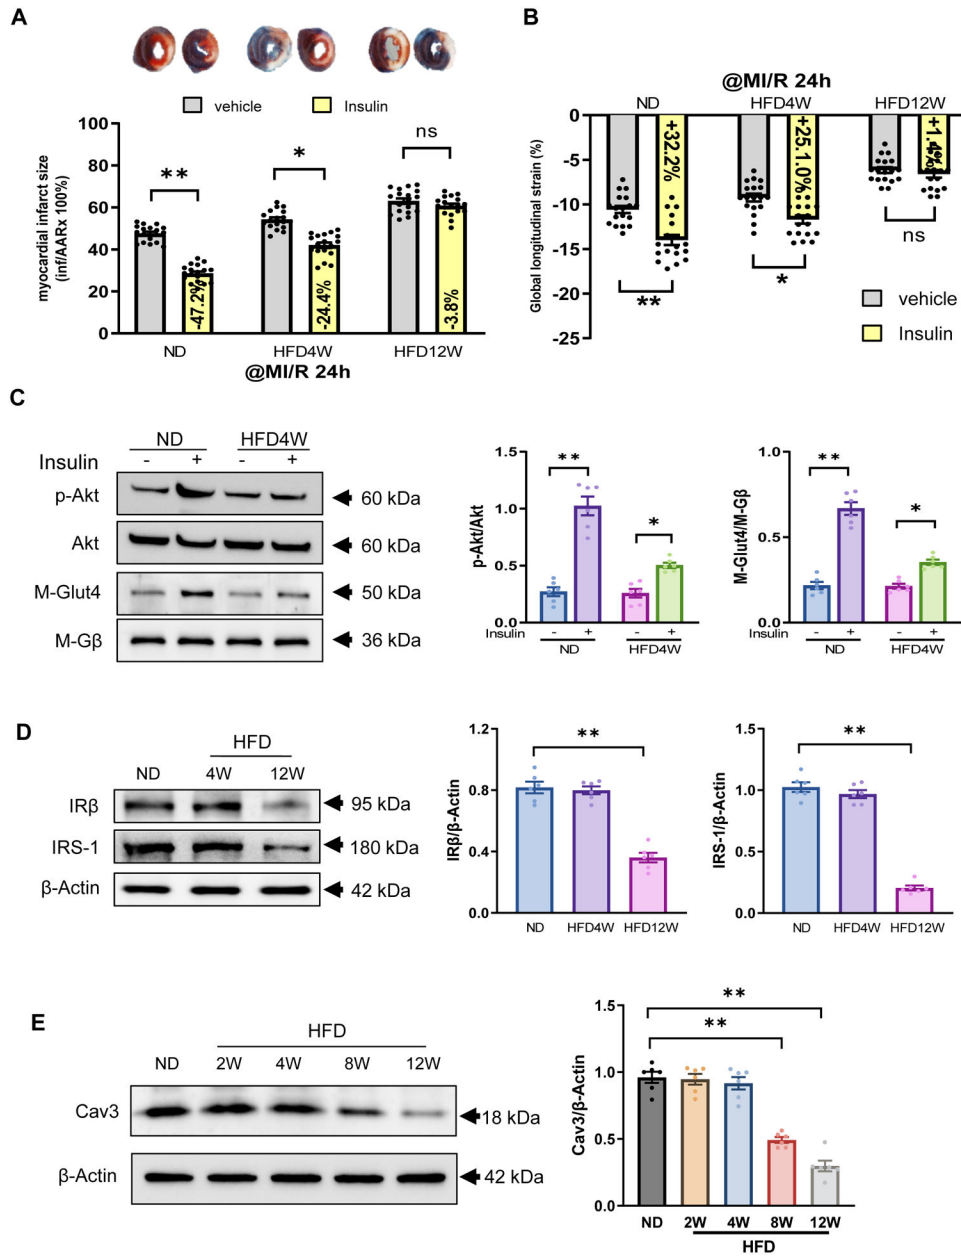 A
vehicle
Insulin
myocardial infarct size
(inf/AARx 100%)
100
80
60
40
20
0
**
*
ns
-47.2%
-24.4%
-3.8%
ND
HFD4W
HFD12W
@MI/R 24h
B
@MI/R 24h
ND
HFD4W
HFD12W
Global longitudinal strain (%)
0
-5
-10
-15
-20
-25
+32.2%
+25.1.0%
+1.4%
**
*
ns
vehicle
Insulin
C
ND
HFD4W
Insulin
-
+
-
+
p-Akt
60 kDa
Akt
60 kDa
M-Glut4
50 kDa
M-Gβ
36 kDa
p-Akt/Akt
1.5
1.0
0.5
0.0
**
*
Insulin
-
+
-
+
ND
HFD4W
M-Glut4/M-Gβ
1.0
0.5
0.0
**
*
Insulin
-
+
-
+
ND
HFD4W
D
HFD
ND
4W
12W
IRβ
95 kDa
IRS-1
180 kDa
β-Actin
42 kDa
IRβ/β-Actin
1.2
0.8
0.4
0.0
**
ND
HFD4W
HFD12W
IRS-1/β-Actin
1.5
1.0
0.5
0.0
**
ND
HFD4W
HFD12W
E
HFD
ND
2W
4W
8W
12W
Cav3
18 kDa
β-Actin
42 kDa
Cav3/β-Actin
1.5
1.0
0.5
0.0
**
**
ND
2W
4W
8W
12W
HFD